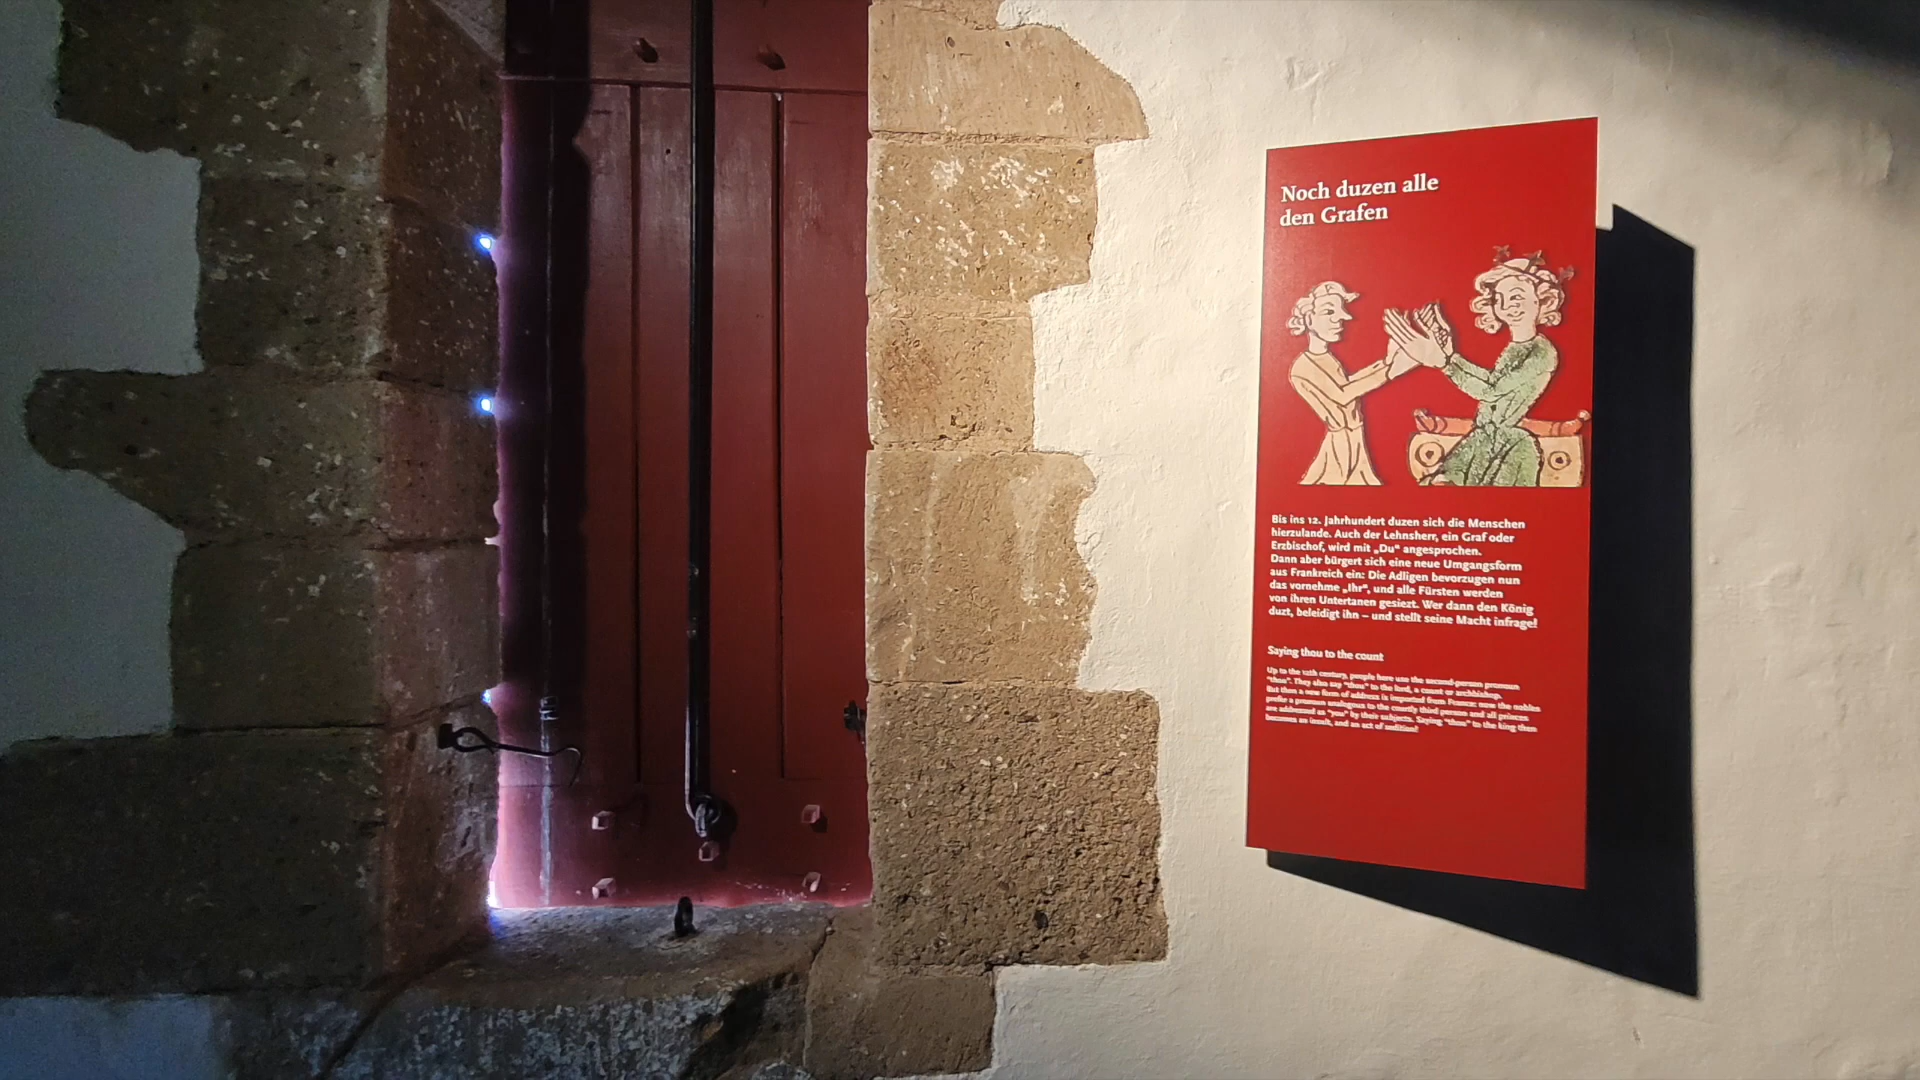 Noch duzen alle
den Grafen
Bis ins 12. Jahrhundert duzen sich die Menschen
hierzulande. Auch der Lehnsherr, ein Graf oder
Erzbischof, wird mit „Du“ angesprochen.
Dann aber bürgert sich eine neue Umgangsform
aus Frankreich ein: Die Adligen bevorzugen nun
das vornehme „Ihr“, und alle Fürsten werden
von ihren Untertanen gesiezt. Wer dann den König
duzt, beleidigt ihn – und stellt seine Macht infrage!
Saying thou to the count
Up to the 12th century, people here use the second-person pronoun
“thou”. They also say “thou” to the lord, a count or archbishop.
But then a new form of address is imported from France: now the nobles
prefer a pronoun analogous to the courtly third person and all princes
are addressed as “you” by their subjects. Saying “thou” to the king then
becomes an insult, and an act of sedition!